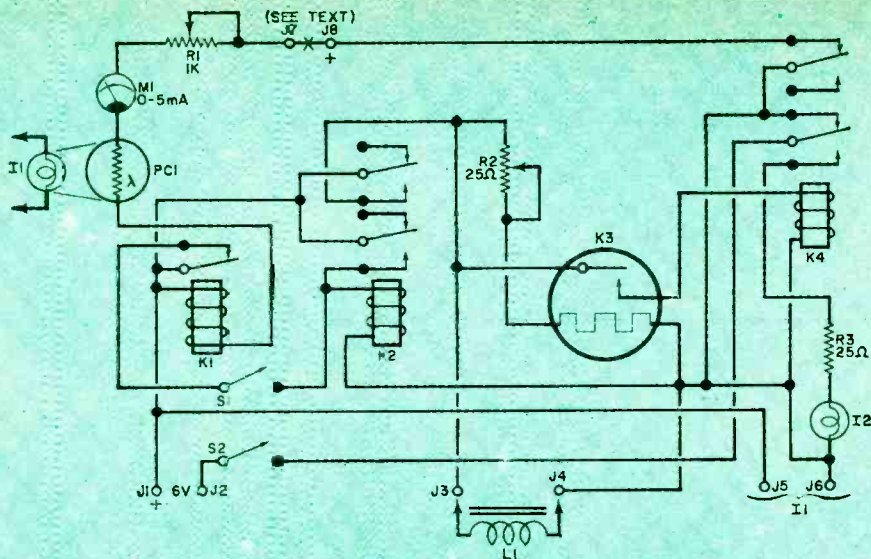 (SEE TEXT)
J7 J8
+
R1
1K
M1
0-5mA
I1
PC1
λ
R2
25Ω
K3
K4
K1
K2
R3
25Ω
S1
I2
S2
J1 6V J2
+
J3
J4
J5 J6
I1
L1